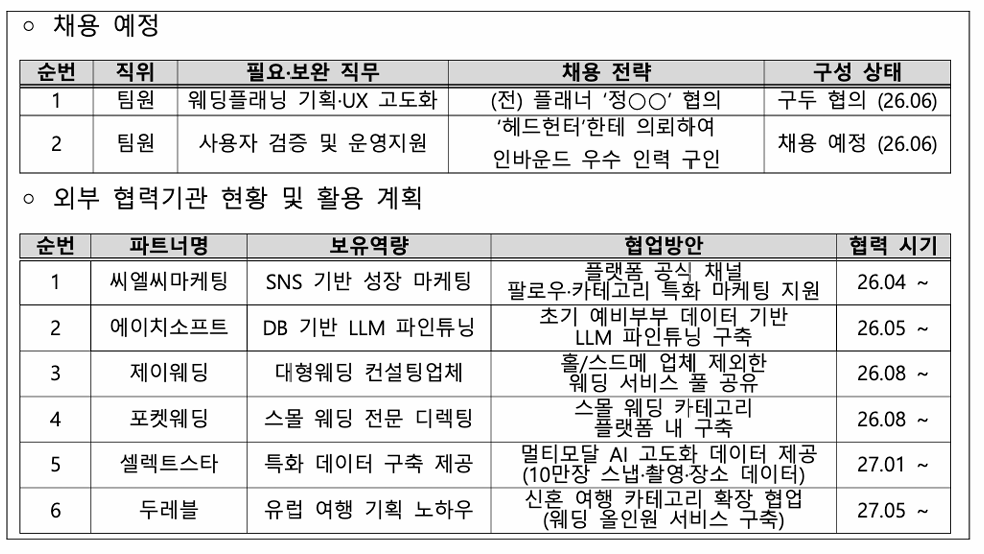 ○ 채용 예정
순번 직위 필요·보완 직무 채용 전략 구성 상태
1 팀원 웨딩플래닝 기획·UX 고도화 (전) 플래너 ‘정○○‘ 협의 구두 협의 (26.06)
2 팀원 사용자 검증 및 운영지원 ‘헤드헌터’한테 의뢰하여 채용 예정 (26.06)
인바운드 우수 인력 구인
○ 외부 협력기관 현황 및 활용 계획
순번 파트너명 보유역량 협업방안 협력 시기
1 씨엘씨마케팅 SNS 기반 성장 마케팅 플랫폼 공식 채널 26.04 ~
팔로우·카테고리 특화 마케팅 지원
2 에이치소프트 DB 기반 LLM 파인튜닝 초기 예비부부 데이터 기반 26.05 ~
LLM 파인튜닝 구축
3 제이웨딩 대형웨딩 컨설팅업체 홀/스드메 업체 제외한 26.08 ~
웨딩 서비스 풀 공유
4 포켓웨딩 스몰 웨딩 전문 디렉팅 스몰 웨딩 카테고리 26.08 ~
플랫폼 내 구축
5 셀렉트스타 특화 데이터 구축 제공 멀티모달 AI 고도화 데이터 제공 27.01 ~
(10만장 스냅·촬영·장소 데이터)
6 두레블 유럽 여행 기획 노하우 신혼 여행 카테고리 확장 협업 27.05 ~
(웨딩 올인원 서비스 구축)